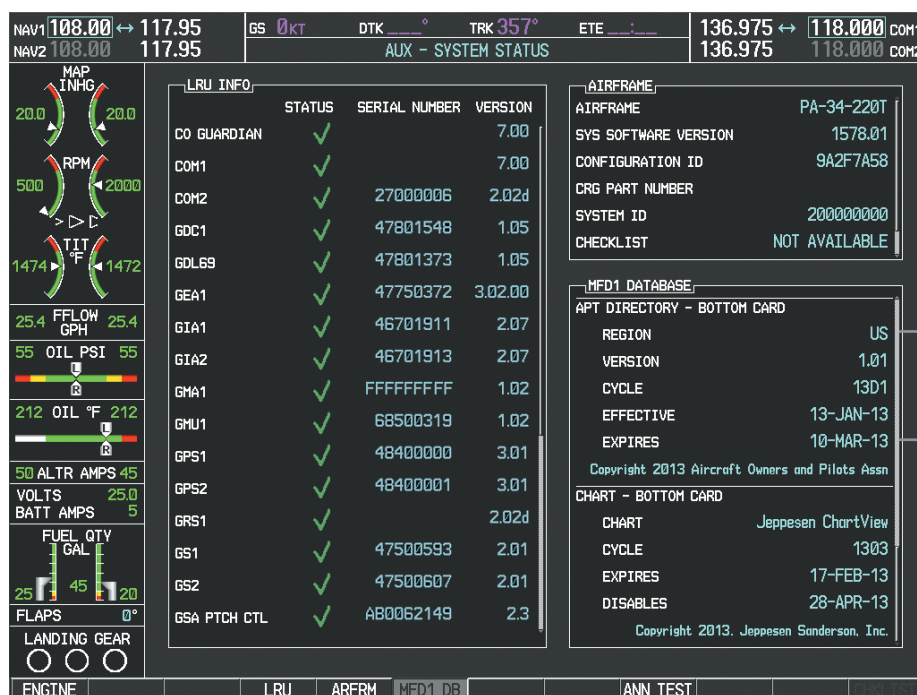 NAV1 108.00 ↔ 117.95 GS 0KT DTK ___° TRK 357° ETE __:__ 136.975 ↔ 118.000 COM1
NAV2 108.00 117.95 AUX - SYSTEM STATUS 136.975 118.000 COM2
MAP
INHG
20.0 20.0
RPM
500 2000
TIT
°F
1474 1472
25.4 FFLOW GPH 25.4
55 OIL PSI 55
L
R
212 OIL °F 212
L
R
50 ALTR AMPS 45
VOLTS 25.0
BATT AMPS 5
FUEL QTY
GAL
25 45 20
FLAPS 0°
LANDING GEAR
LRU INFO
STATUS SERIAL NUMBER VERSION
CO GUARDIAN ✓ 7.00
COM1 ✓ 7.00
COM2 ✓ 27000006 2.02d
GDC1 ✓ 47801548 1.05
GDL69 ✓ 47801373 1.05
GEA1 ✓ 47750372 3.02.00
GIA1 ✓ 46701911 2.07
GIA2 ✓ 46701913 2.07
GMA1 ✓ FFFFFFFFF 1.02
GMU1 ✓ 68500319 1.02
GPS1 ✓ 48400000 3.01
GPS2 ✓ 48400001 3.01
GRS1 ✓ 2.02d
GS1 ✓ 47500593 2.01
GS2 ✓ 47500607 2.01
GSA PTCH CTL ✓ AB0062149 2.3
AIRFRAME
AIRFRAME PA-34-220T
SYS SOFTWARE VERSION 1578.01
CONFIGURATION ID 9A2F7A58
CRG PART NUMBER
SYSTEM ID 200000000
CHECKLIST NOT AVAILABLE
MFD1 DATABASE
APT DIRECTORY - BOTTOM CARD
REGION US
VERSION 1.01
CYCLE 13D1
EFFECTIVE 13-JAN-13
EXPIRES 10-MAR-13
Copyright 2013 Aircraft Owners and Pilots Assn
CHART - BOTTOM CARD
CHART Jeppesen ChartView
CYCLE 1303
EXPIRES 17-FEB-13
DISABLES 28-APR-13
Copyright 2013. Jeppesen Sanderson, Inc.
ENGINE LRU ARFRM MFD1 DB ANN TEST